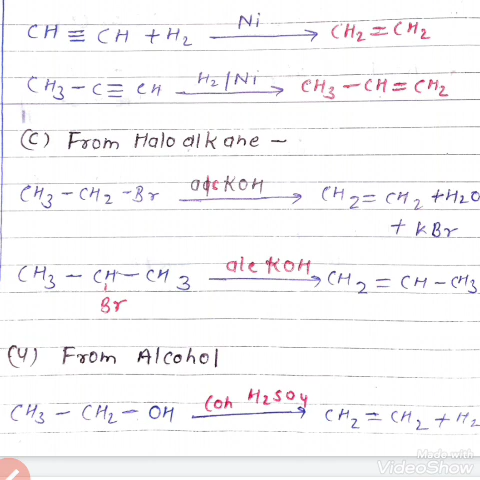 CH ≡ CH + H2 Ni → CH2 = CH2
CH3 - C ≡ CH H2/Ni → CH3 - CH = CH2
(C) From Haloalkane -
CH3 - CH2 - Br alc KOH → CH2 = CH2 + H2O
+ KBr
CH3 - CH - CH3 alc KOH → CH2 = CH - CH3
Br
(4) From Alcohol
CH3 - CH2 - OH Con H2SO4 → CH2 = CH2 + H2
Made with
VideoShow